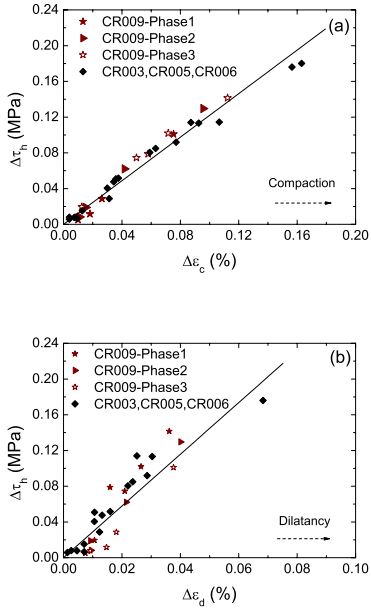 (a)
CR009-Phase1
CR009-Phase2
CR009-Phase3
CR003,CR005,CR006
0.24
0.20
0.16
0.12
0.08
0.04
0.00
Δτh (MPa)
Compaction
0.00 0.04 0.08 0.12 0.16 0.20
Δεc (%)
(b)
CR009-Phase1
CR009-Phase2
CR009-Phase3
CR003,CR005,CR006
0.24
0.20
0.16
0.12
0.08
0.04
0.00
Δτh (MPa)
Dilatancy
0.00 0.02 0.04 0.06 0.08 0.10
Δεd (%)